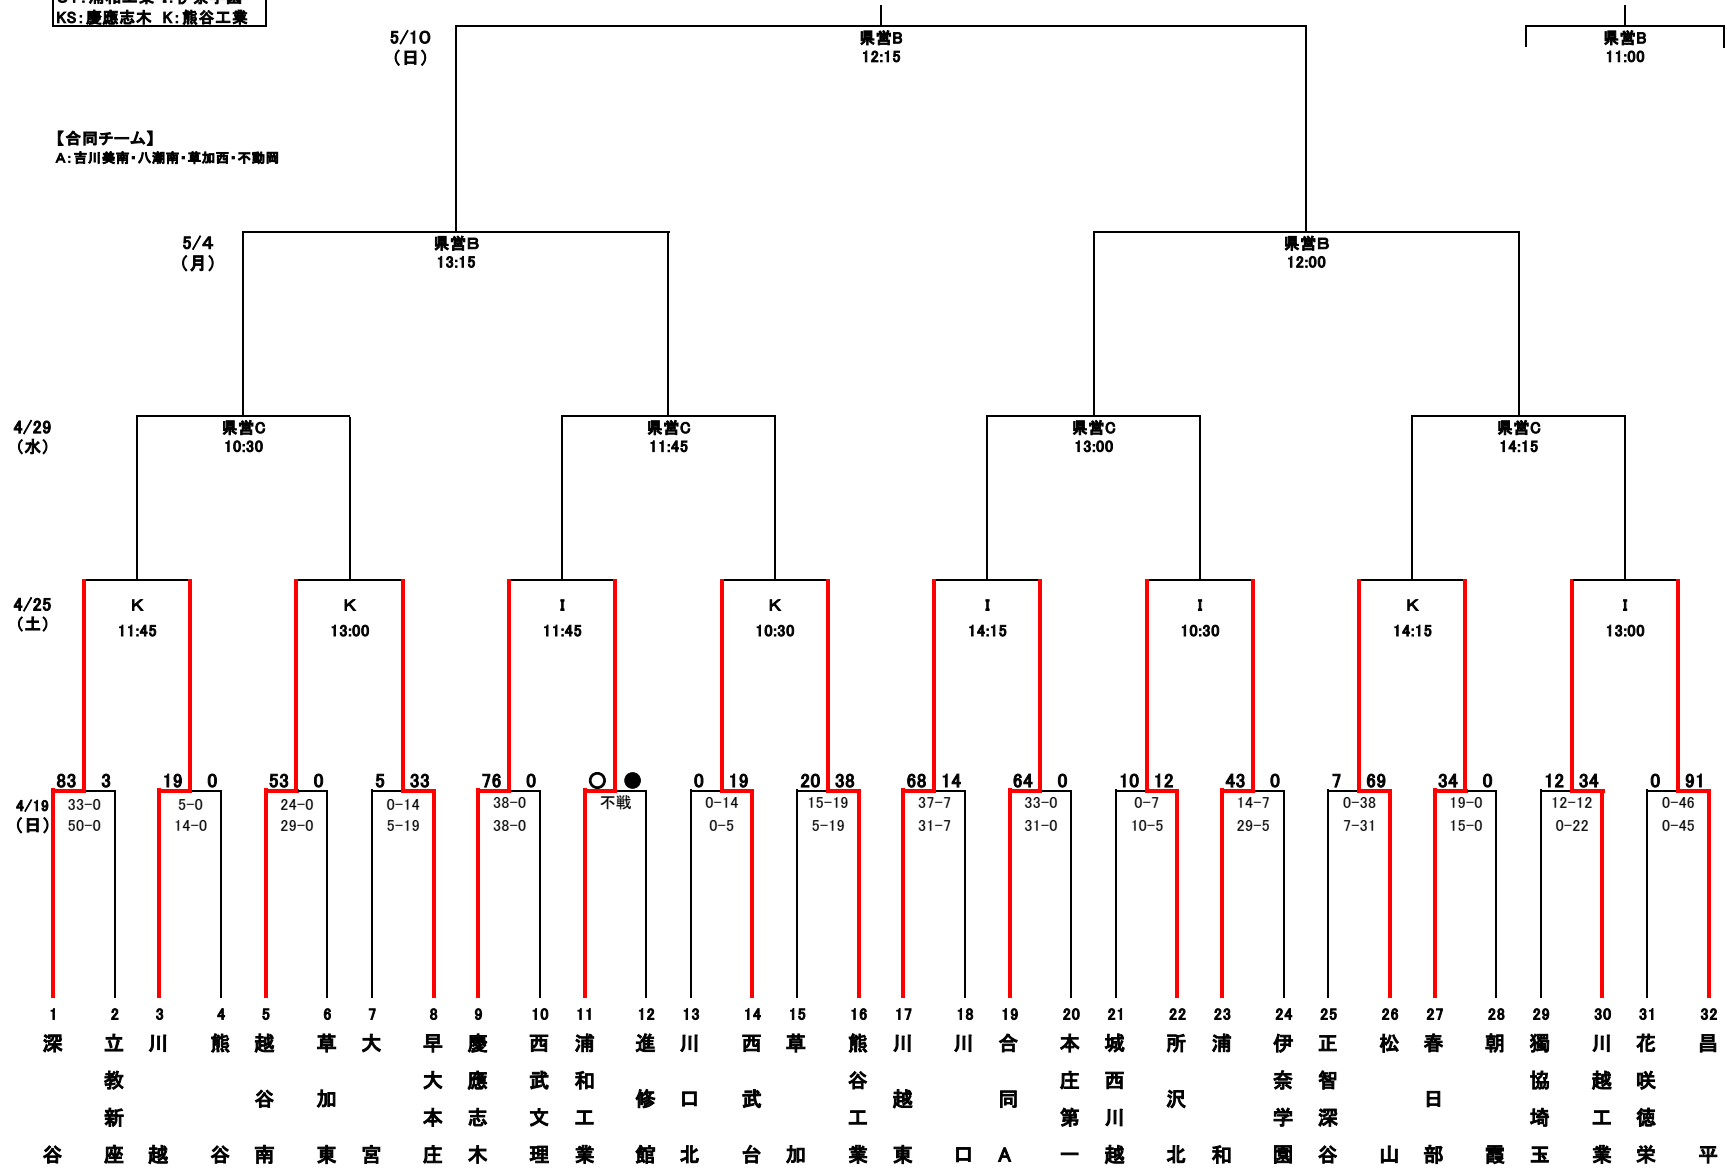 KS：慶應志木 K：熊谷工業
5/10
（日）
県営B
12:15
県営B
11:00
【合同チーム】
A：吉川美南・八潮南・草加西・不動岡
5/4
（月）
県営B
13:15
県営B
12:00
4/29
（水）
県営C
10:30
県営C
11:45
県営C
13:00
県営C
14:15
4/25
（土）
K
11:45
K
13:00
I
11:45
K
10:30
I
14:15
I
10:30
K
14:15
I
13:00
83 3 19 0 53 0 5 33 76 0 ○ ● 0 19 20 38 68 14 64 0 10 12 43 0 7 69 34 0 12 34 0 91
4/19
（日）
33-0 5-0 24-0 0-14 38-0 不戦 0-14 15-19 37-7 33-0 0-7 14-7 0-38 19-0 12-12 0-46
50-0 14-0 29-0 5-19 38-0 0-5 5-19 31-7 31-0 10-5 29-5 7-31 15-0 0-22 0-45
1 2 3 4 5 6 7 8 9 10 11 12 13 14 15 16 17 18 19 20 21 22 23 24 25 26 27 28 29 30 31 32
深谷
立教新座
川越
熊谷
越谷南
草加東
大宮
早大本庄
慶應志木
西武文理
浦和工業
進修館
川口北
西武台
草加
熊谷工業
川越東
川口
合同A
本庄第一
城西川越
所沢北
浦和
伊奈学園
正智深谷
松山
春日部
朝霞
獨協埼玉
川越工業
花咲徳栄
昌平